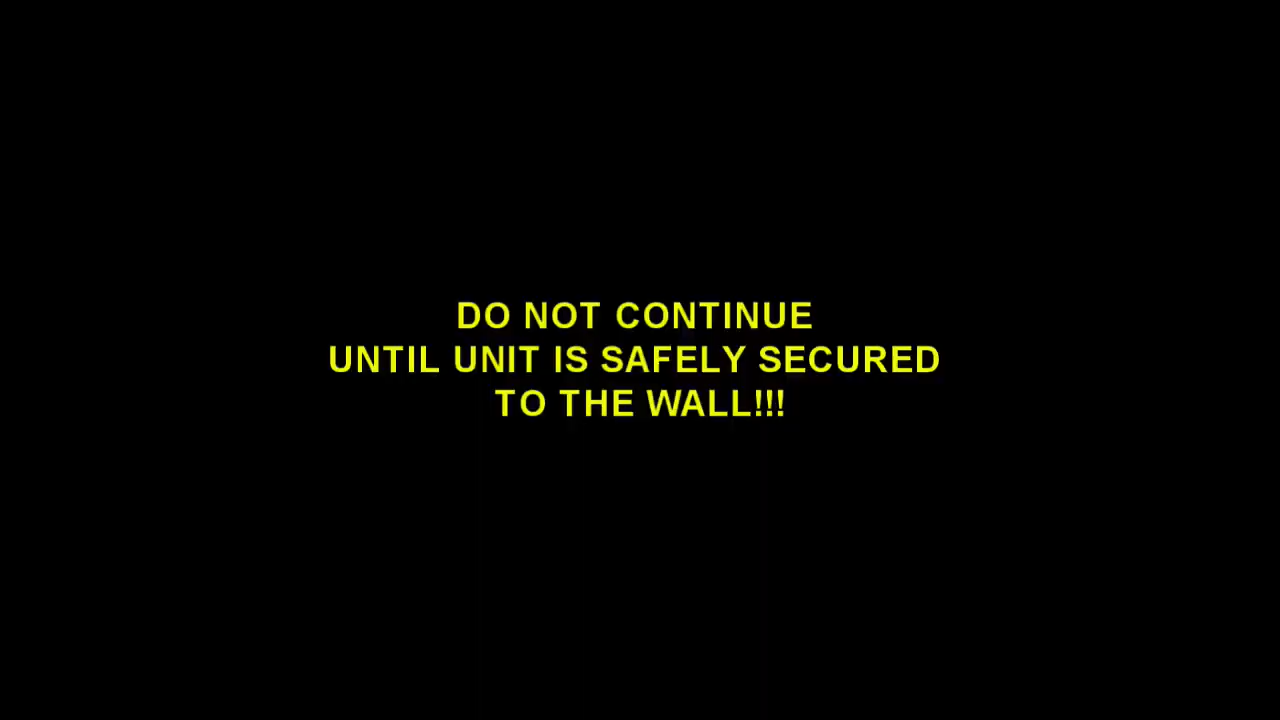 DO NOT CONTINUE
UNTIL UNIT IS SAFELY SECURED
TO THE WALL!!!